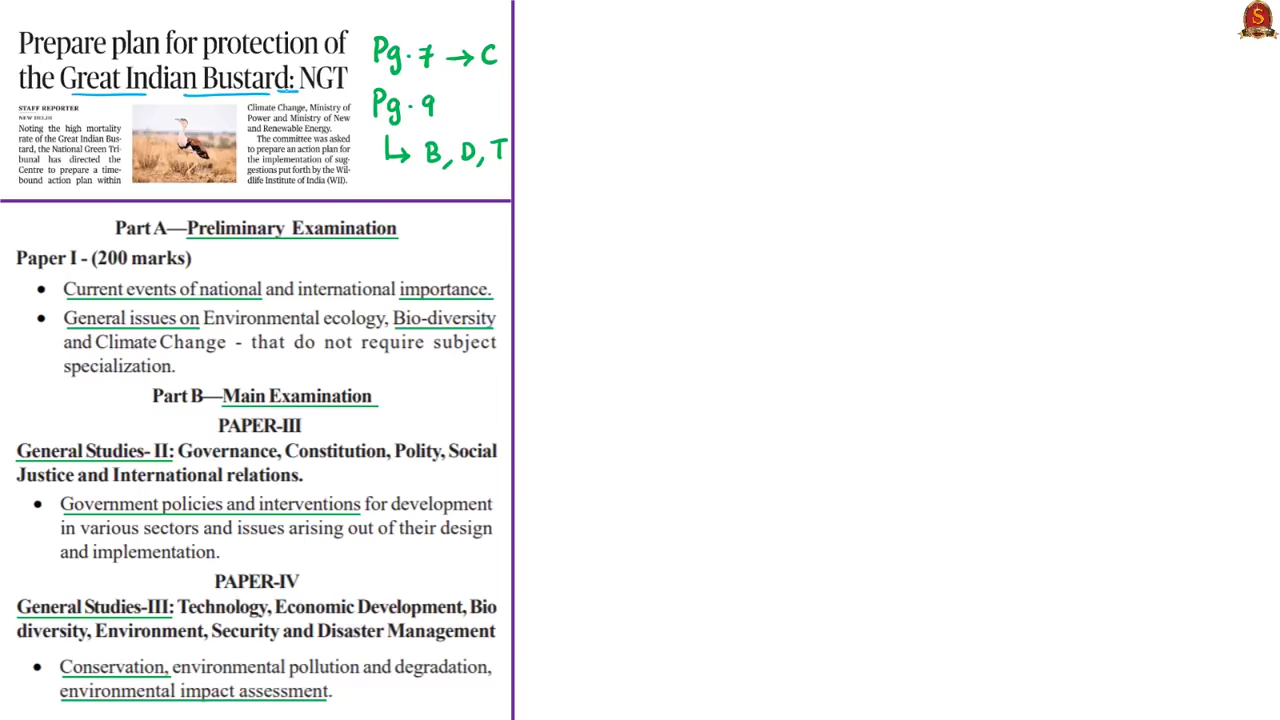 Prepare plan for protection of
the Great Indian Bustard: NGT
STAFF REPORTER
NEW DELHI
Noting the high mortality
rate of the Great Indian Bus-
tard, the National Green Tri-
bunal has directed the
Centre to prepare a time-
bound action plan within
Climate Change, Ministry of
Power and Ministry of New
and Renewable Energy.
The committee was asked
to prepare an action plan for
the implementation of sug-
gestions put forth by the Wil-
dlife Institute of India (WII).
Pg. 7 → C
Pg. 9
↳ B, D, T
Part A—Preliminary Examination
Paper I - (200 marks)
• Current events of national and international importance.
• General issues on Environmental ecology, Bio-diversity
and Climate Change - that do not require subject
specialization.
Part B—Main Examination
PAPER-III
General Studies- II: Governance, Constitution, Polity, Social
Justice and International relations.
• Government policies and interventions for development
in various sectors and issues arising out of their design
and implementation.
PAPER-IV
General Studies-III: Technology, Economic Development, Bio
diversity, Environment, Security and Disaster Management
• Conservation, environmental pollution and degradation,
environmental impact assessment.
S